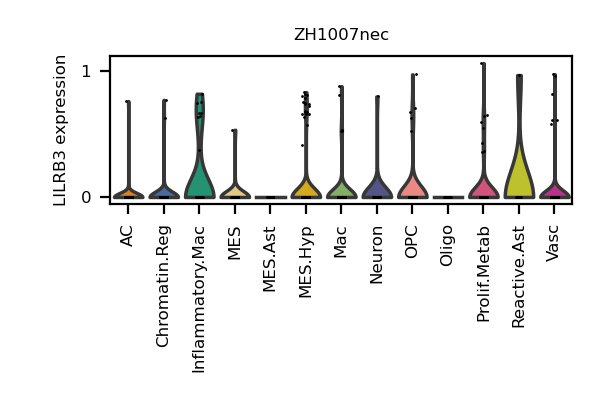 ZH1007nec
LILRB3 expression
1
0
AC
Chromatin.Reg
Inflammatory.Mac
MES
MES.Ast
MES.Hyp
Mac
Neuron
OPC
Oligo
Prolif.Metab
Reactive.Ast
Vasc